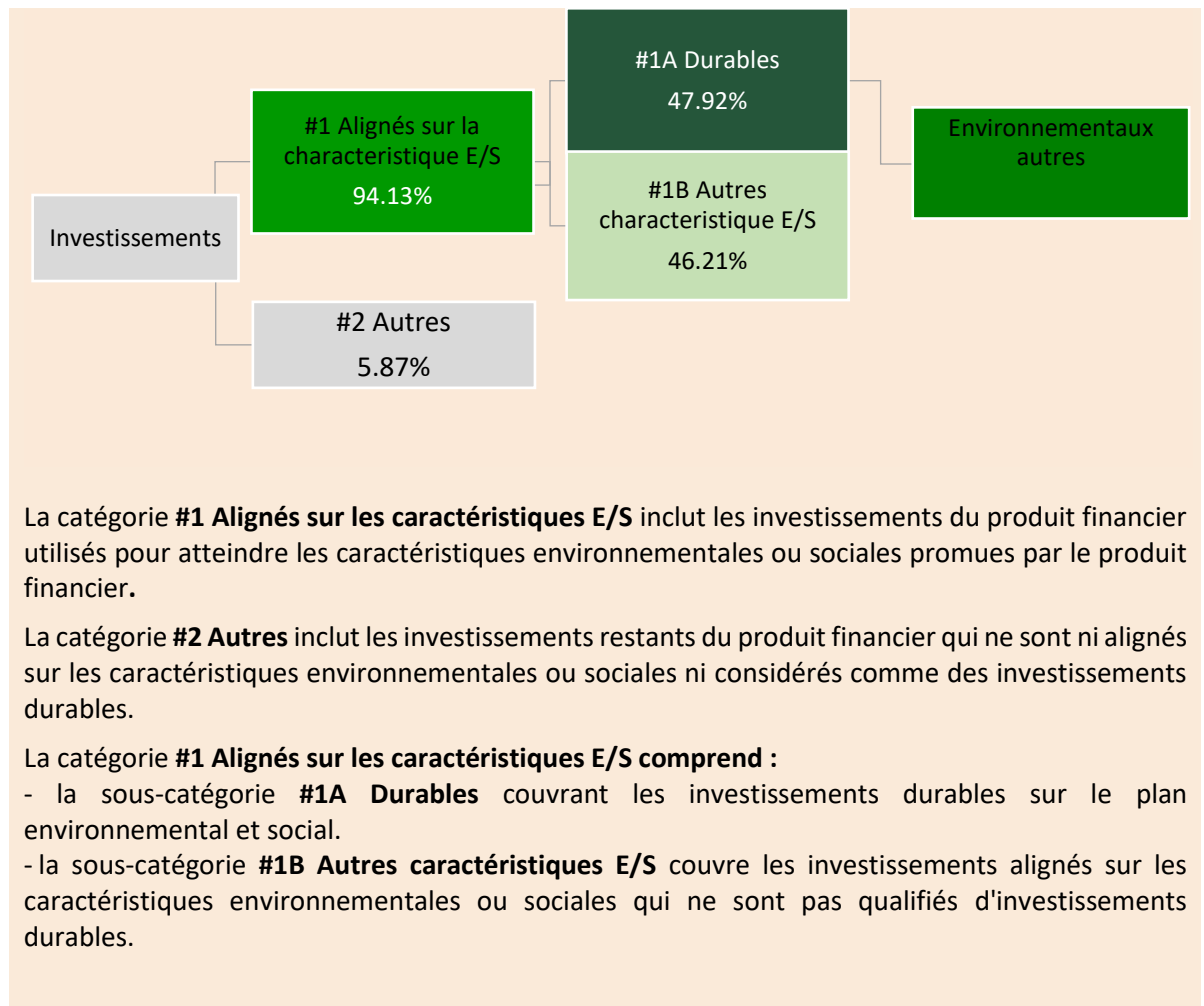 #1A Durables
47.92%
#1 Alignés sur la
characteristique E/S
94.13%
Environnementaux
autres
#1B Autres
characteristique E/S
46.21%
Investissements
#2 Autres
5.87%
La catégorie #1 Alignés sur les caractéristiques E/S inclut les investissements du produit financier
utilisés pour atteindre les caractéristiques environnementales ou sociales promues par le produit
financier.
La catégorie #2 Autres inclut les investissements restants du produit financier qui ne sont ni alignés
sur les caractéristiques environnementales ou sociales ni considérés comme des investissements
durables.
La catégorie #1 Alignés sur les caractéristiques E/S comprend :
- la sous-catégorie #1A Durables couvrant les investissements durables sur le plan
environnemental et social.
- la sous-catégorie #1B Autres caractéristiques E/S couvre les investissements alignés sur les
caractéristiques environnementales ou sociales qui ne sont pas qualifiés d'investissements
durables.